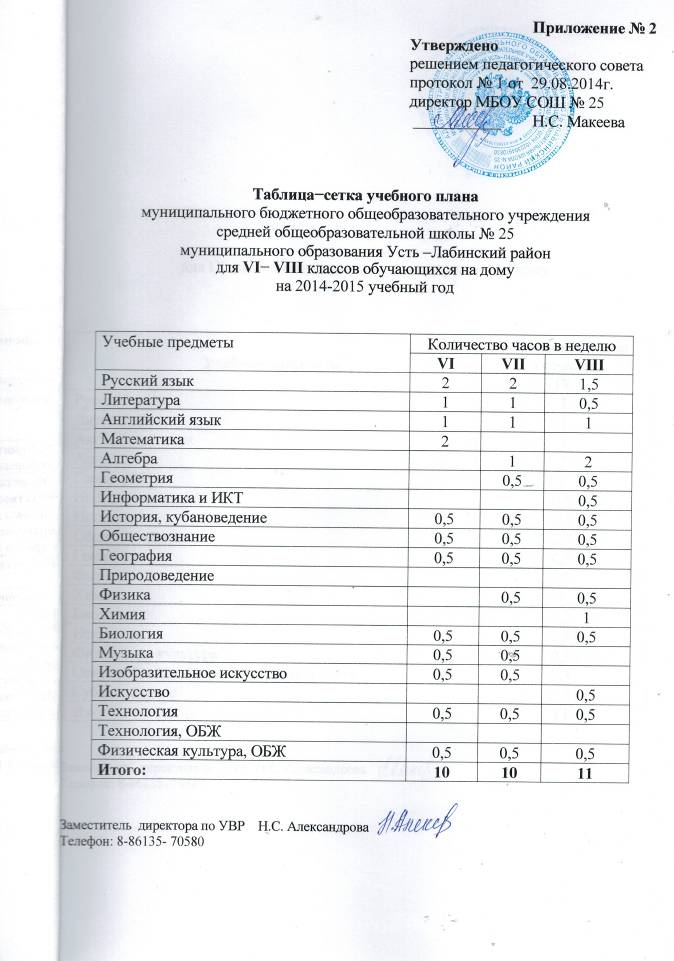 Приложение № 2
Утверждено
решением педагогического совета
протокол № 1 от 29.08.2014г.
директор МБОУ СОШ № 25
Н.С. Макеева
Таблица−сетка учебного плана
муниципального бюджетного общеобразовательного учреждения
средней общеобразовательной школы № 25
муниципального образования Усть –Лабинский район
для VI− VIII классов обучающихся на дому
на 2014-2015 учебный год
Учебные предметы Количество часов в неделю
VI VII VIII
Русский язык 2 2 1,5
Литература 1 1 0,5
Английский язык 1 1 1
Математика 2
Алгебра 1 2
Геометрия 0,5 0,5
Информатика и ИКТ 0,5
История, кубановедение 0,5 0,5 0,5
Обществознание 0,5 0,5 0,5
География 0,5 0,5 0,5
Природоведение
Физика 0,5 0,5
Химия 1
Биология 0,5 0,5 0,5
Музыка 0,5 0,5
Изобразительное искусство 0,5 0,5
Искусство 0,5
Технология 0,5 0,5 0,5
Технология, ОБЖ
Физическая культура, ОБЖ 0,5 0,5 0,5
Итого: 10 10 11
Заместитель директора по УВР Н.С. Александрова
Телефон: 8-86135- 70580